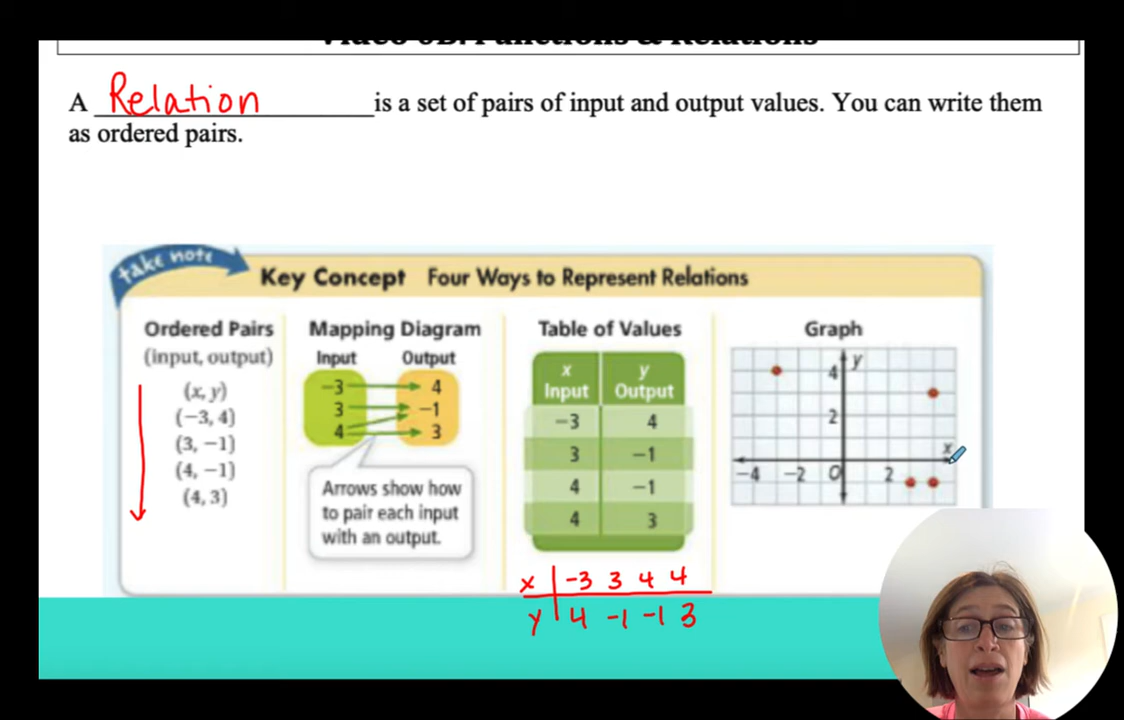 Video 6B: Functions & Relations
A Relation is a set of pairs of input and output values. You can write them
as ordered pairs.
take note
Key Concept Four Ways to Represent Relations
Ordered Pairs
(input, output)
(x, y)
(−3, 4)
(3, −1)
(4, −1)
(4, 3)
Mapping Diagram
Input Output
−3 4
3 −1
4 3
Arrows show how
to pair each input
with an output.
Table of Values
x y
Input Output
−3 4
3 −1
4 −1
4 3
x -3 3 4 4
y 4 -1 -1 3
Graph
y
4
2
x
−4 −2 O 2